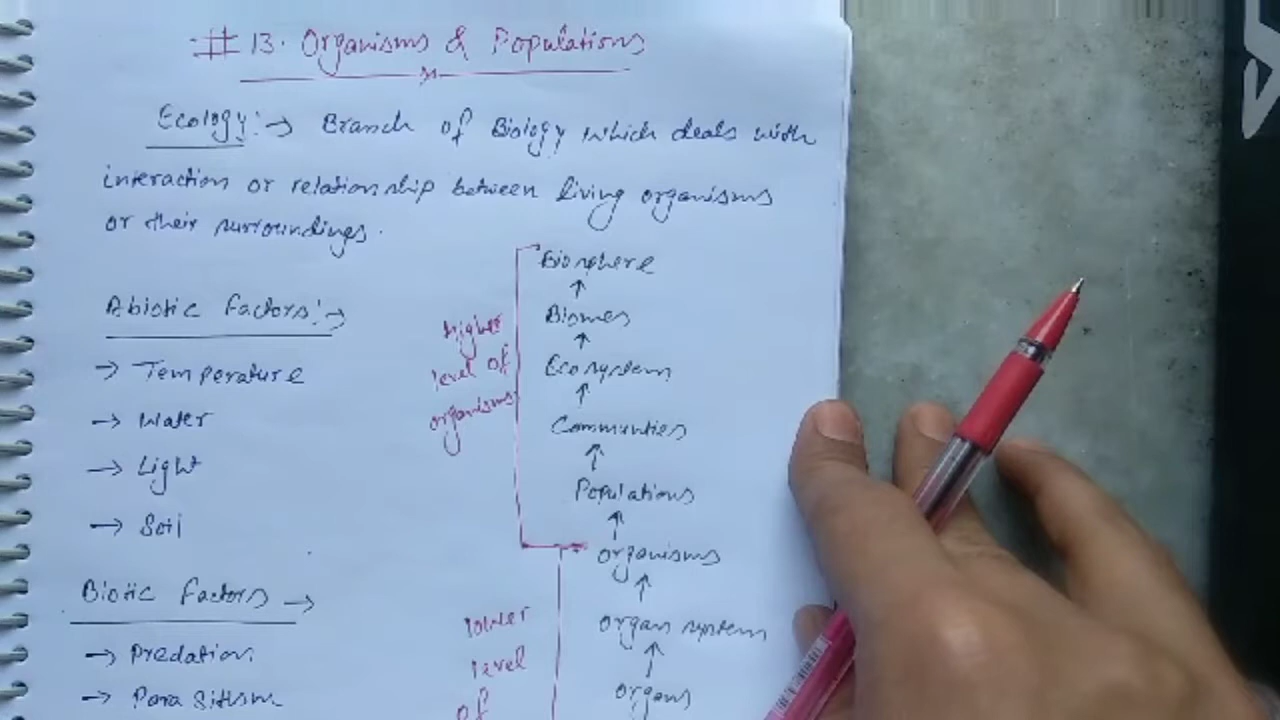 # 13. Organisms & Populations
Ecology:→ Branch of Biology which deals with
interaction or relationship between living organisms
or their surroundings.
Abiotic factors:→
→ Temperature
→ Water
→ Light
→ Soil
Biotic factors →
→ Predation
→ Parasitism
higher
level of
organisms
Biosphere
↑
Biomes
↑
Ecosystem
↑
Communties
↑
Populations
↑
organisms
↑
organ system
↑
organs
lower
level
of